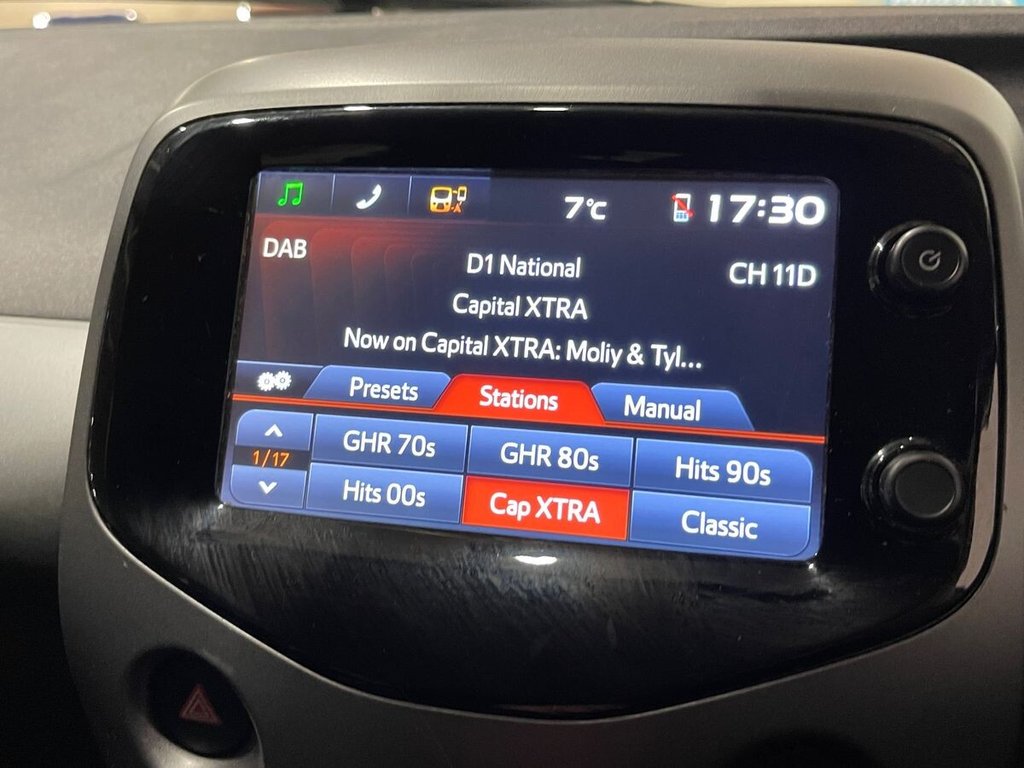 7°C 17:30
DAB D1 National CH 11D
Capital XTRA
Now on Capital XTRA: Moliy & Tyl...
Presets Stations Manual
GHR 70s GHR 80s Hits 90s
1/17
Hits 00s Cap XTRA Classic